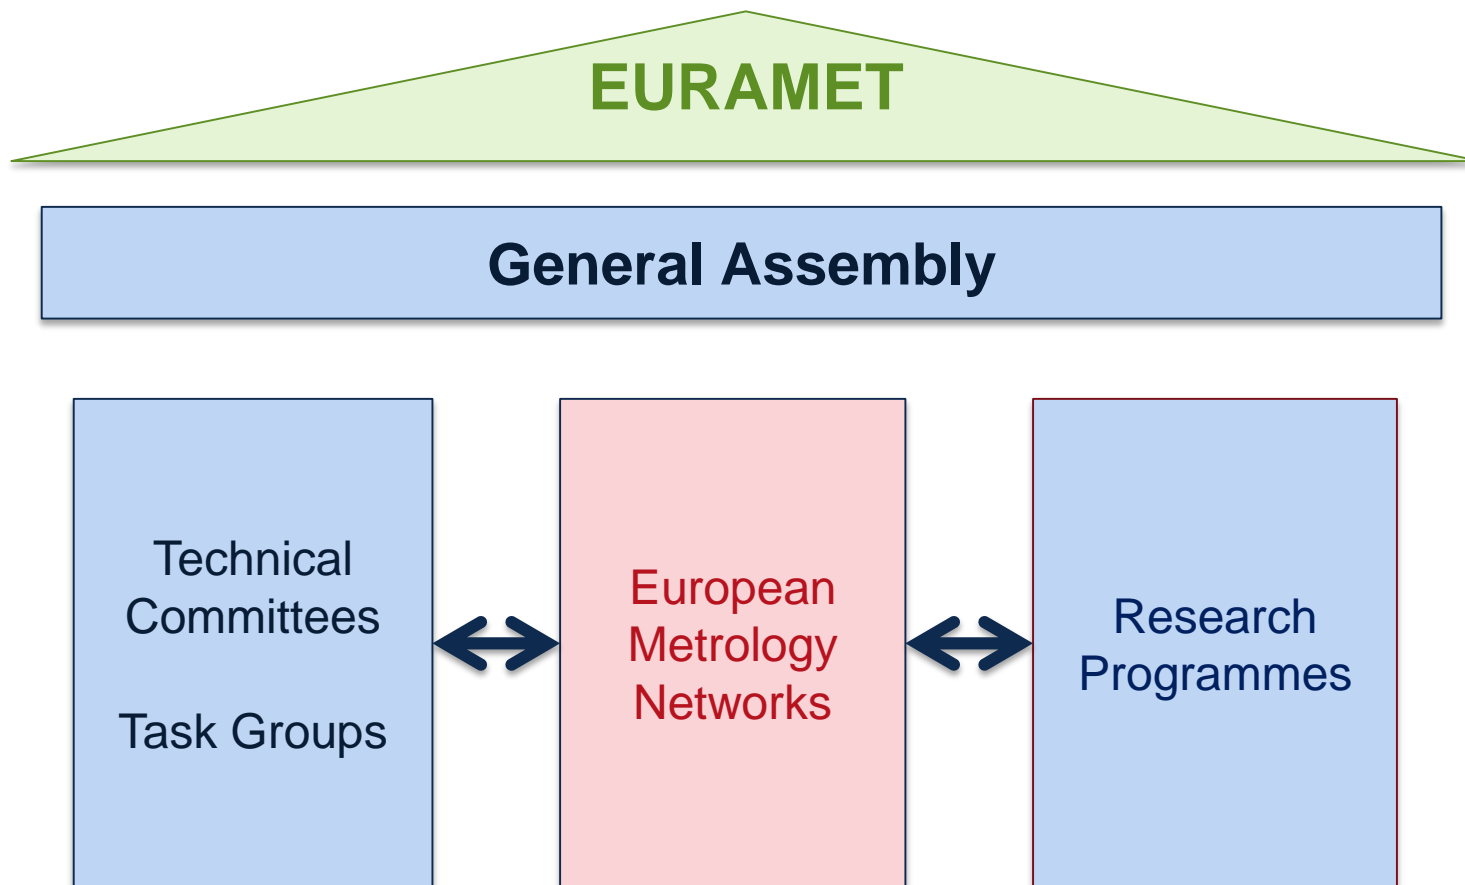 EURAMET
General Assembly
Technical
Committees
Task Groups
European
Metrology
Networks
Research
Programmes